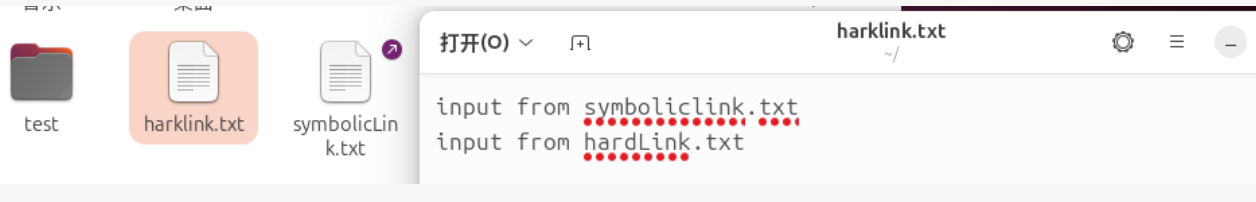 test
harklink.txt
symbolicLin
k.txt
打开(O)
harklink.txt
~/
input from symboliclink.txt
input from hardLink.txt